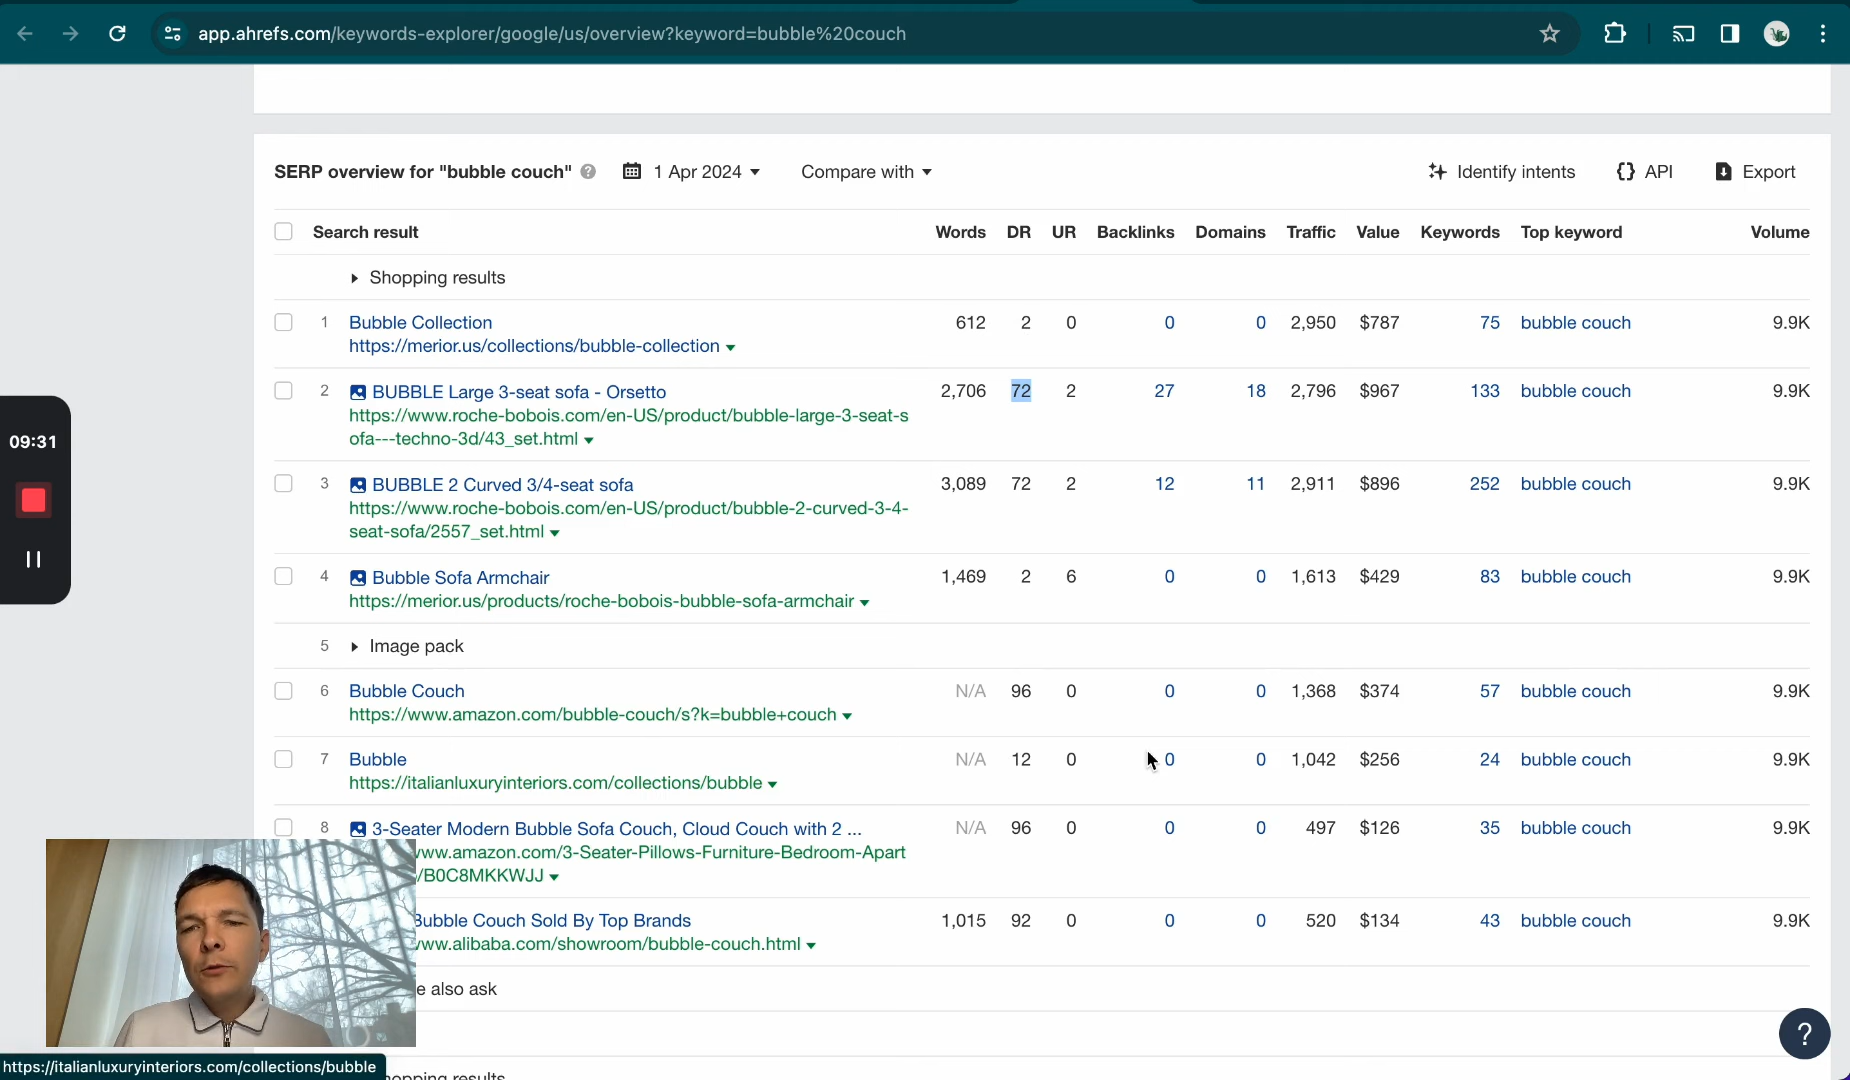 app.ahrefs.com/keywords-explorer/google/us/overview?keyword=bubble%20couch
SERP overview for "bubble couch" ? 1 Apr 2024 Compare with Identify intents {} API Export
Search result Words DR UR Backlinks Domains Traffic Value Keywords Top keyword Volume
Shopping results
1 Bubble Collection 612 2 0 0 0 2,950 $787 75 bubble couch 9.9K
https://merior.us/collections/bubble-collection
2 BUBBLE Large 3-seat sofa - Orsetto 2,706 72 2 27 18 2,796 $967 133 bubble couch 9.9K
https://www.roche-bobois.com/en-US/product/bubble-large-3-seat-s
ofa---techno-3d/43_set.html
09:31
3 BUBBLE 2 Curved 3/4-seat sofa 3,089 72 2 12 11 2,911 $896 252 bubble couch 9.9K
https://www.roche-bobois.com/en-US/product/bubble-2-curved-3-4-
seat-sofa/2557_set.html
4 Bubble Sofa Armchair 1,469 2 6 0 0 1,613 $429 83 bubble couch 9.9K
https://merior.us/products/roche-bobois-bubble-sofa-armchair
5 Image pack
6 Bubble Couch N/A 96 0 0 0 1,368 $374 57 bubble couch 9.9K
https://www.amazon.com/bubble-couch/s?k=bubble+couch
7 Bubble N/A 12 0 0 0 1,042 $256 24 bubble couch 9.9K
https://italianluxuryinteriors.com/collections/bubble
8 3-Seater Modern Bubble Sofa Couch, Cloud Couch with 2 ... N/A 96 0 0 0 497 $126 35 bubble couch 9.9K
www.amazon.com/3-Seater-Pillows-Furniture-Bedroom-Apart
/B0C8MKKWJJ
Bubble Couch Sold By Top Brands 1,015 92 0 0 0 520 $134 43 bubble couch 9.9K
www.alibaba.com/showroom/bubble-couch.html
e also ask
?
https://italianluxuryinteriors.com/collections/bubble
hopping results